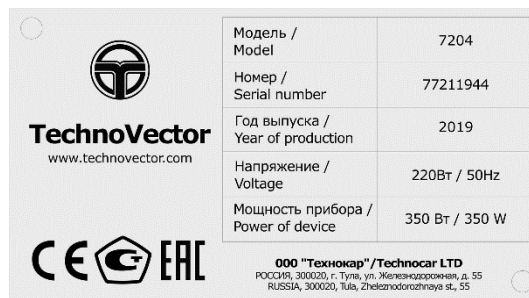 TechnoVector
www.technovector.com
Модель /
Model
7204
Номер /
Serial number
77211944
Год выпуска /
Year of production
2019
Напряжение /
Voltage
220Вт / 50Hz
Мощность прибора /
Power of device
350 Вт / 350 W
CE ЕАС
ООО "Технокар"/Technocar LTD
РОССИЯ, 300020, г. Тула, ул. Железнодорожная, д. 55
RUSSIA, 300020, Tula, Zheleznodorozhnaya st., 55